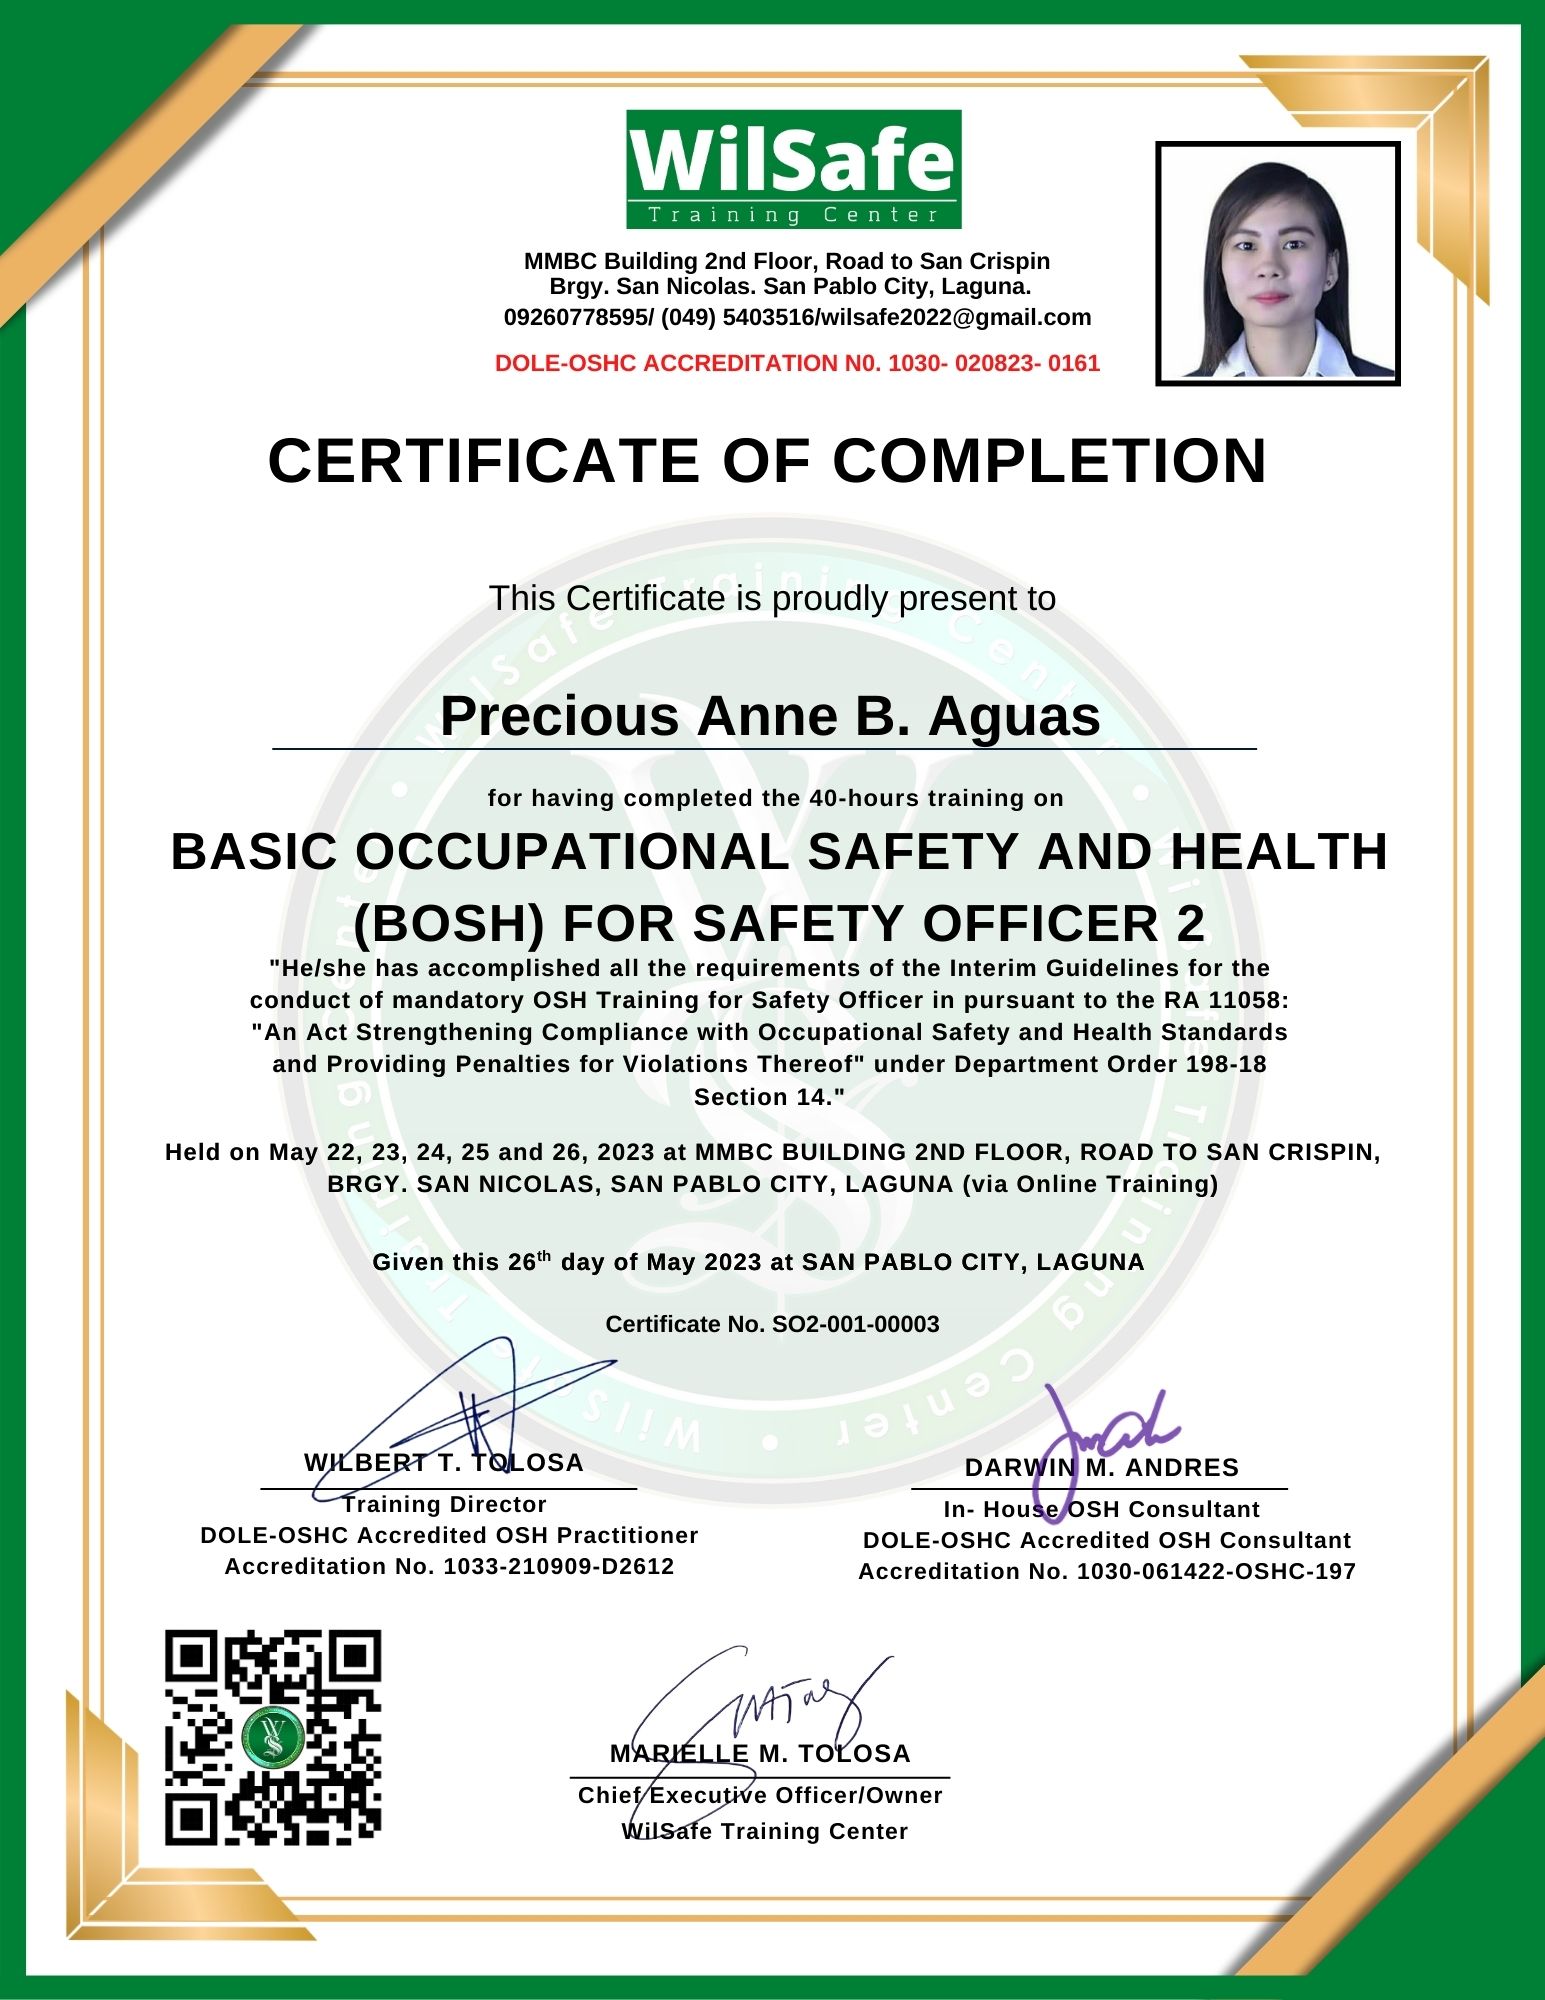 WilSafe
Training Center
MMBC Building 2nd Floor, Road to San Crispin
Brgy. San Nicolas. San Pablo City, Laguna.
09260778595/ (049) 5403516/wilsafe2022@gmail.com
DOLE-OSHC ACCREDITATION N0. 1030- 020823- 0161
CERTIFICATE OF COMPLETION
This Certificate is proudly present to
Precious Anne B. Aguas
for having completed the 40-hours training on
BASIC OCCUPATIONAL SAFETY AND HEALTH
(BOSH) FOR SAFETY OFFICER 2
"He/she has accomplished all the requirements of the Interim Guidelines for the
conduct of mandatory OSH Training for Safety Officer in pursuant to the RA 11058:
"An Act Strengthening Compliance with Occupational Safety and Health Standards
and Providing Penalties for Violations Thereof" under Department Order 198-18
Section 14."
Held on May 22, 23, 24, 25 and 26, 2023 at MMBC BUILDING 2ND FLOOR, ROAD TO SAN CRISPIN,
BRGY. SAN NICOLAS, SAN PABLO CITY, LAGUNA (via Online Training)
Given this 26th day of May 2023 at SAN PABLO CITY, LAGUNA
Certificate No. SO2-001-00003
WILBERT T. TOLOSA
Training Director
DOLE-OSHC Accredited OSH Practitioner
Accreditation No. 1033-210909-D2612
DARWIN M. ANDRES
In- House OSH Consultant
DOLE-OSHC Accredited OSH Consultant
Accreditation No. 1030-061422-OSHC-197
MARIELLE M. TOLOSA
Chief Executive Officer/Owner
WilSafe Training Center
WilSafe Training Center • WilSafe Training Center • WilSafe Training Center •